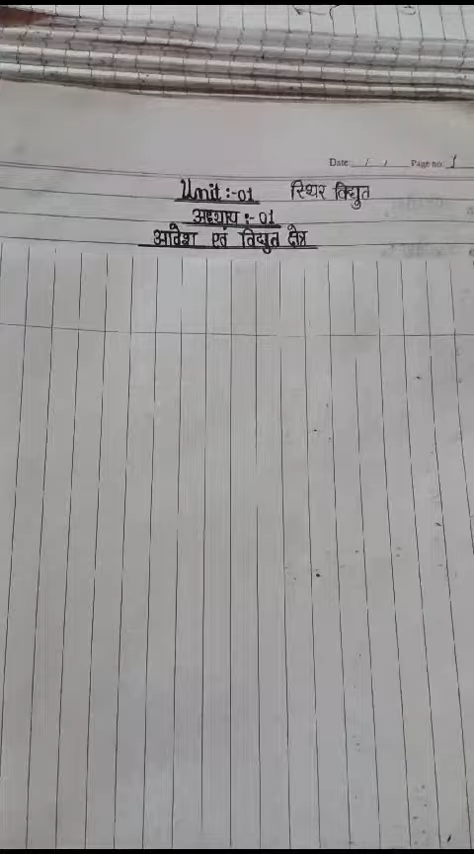 Date: / / Page no: 1
Unit :-01 स्थिर विद्युत
अध्याय :- 01
आवेश एवं विद्युत क्षेत्र